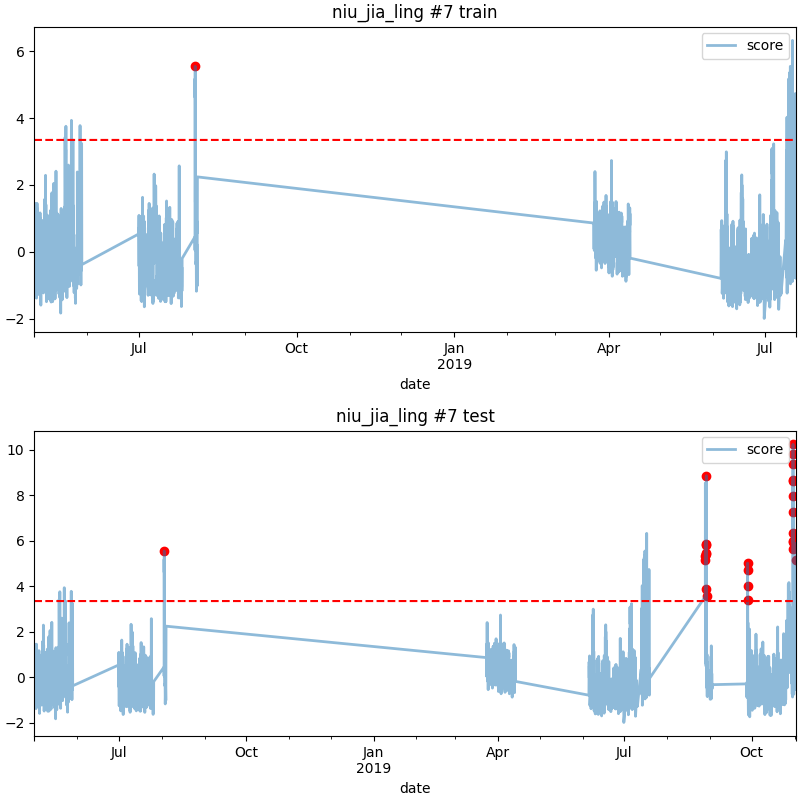 niu_jia_ling #7 train
score
6
4
2
0
−2
Jul
Oct
Jan
2019
Apr
Jul
date
niu_jia_ling #7 test
score
10
8
6
4
2
0
−2
Jul
Oct
Jan
2019
Apr
Jul
Oct
date